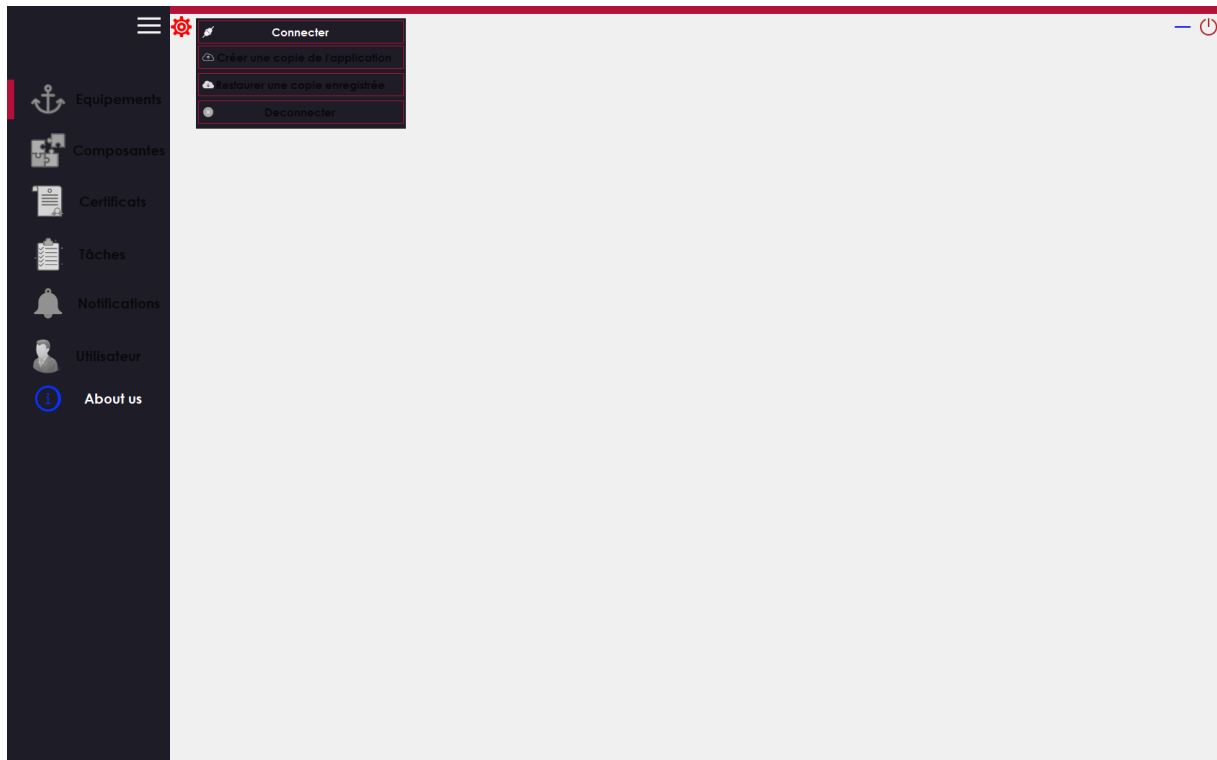 Connecter
Créer une copie de l'application
Restaurer une copie enregistrée
Deconnecter
Equipements
Composantes
Certificats
Tâches
Notifications
Utilisateur
About us